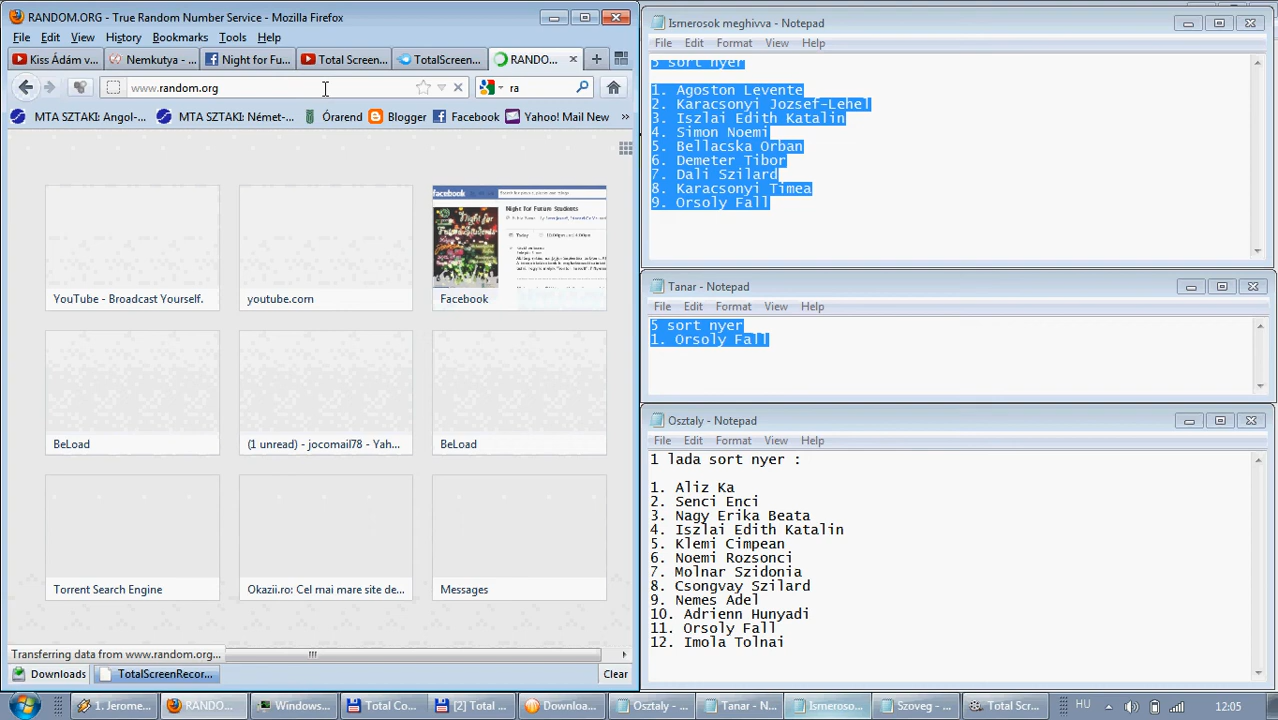 RANDOM.ORG - True Random Number Service - Mozilla Firefox
File Edit View History Bookmarks Tools Help
Kiss Ádám v... Nemkutya - ... Night for Fu... Total Screen... TotalScreen... RANDO...
www.random.org ra
MTA SZTAKI: Angol-... MTA SZTAKI: Német-... Órarend Blogger Facebook Yahoo! Mail New »
facebook
Night for Future Students
YouTube - Broadcast Yourself. youtube.com Facebook
BeLoad (1 unread) - jocomail78 - Yah... BeLoad
Torrent Search Engine Okazii.ro: Cel mai mare site de... Messages
Transferring data from www.random.org...
Downloads TotalScreenRecor... Clear
Ismerosok meghivva - Notepad
File Edit Format View Help
5 sort nyer
1. Agoston Levente
2. Karacsonyi Jozsef-Lehel
3. Iszlai Edith Katalin
4. Simon Noemi
5. Bellacska Orban
6. Demeter Tibor
7. Dali Szilard
8. Karacsonyi Timea
9. Orsoly Fall
Tanar - Notepad
File Edit Format View Help
5 sort nyer
1. Orsoly Fall
Osztaly - Notepad
File Edit Format View Help
1 lada sort nyer :
1. Aliz Ka
2. Senci Enci
3. Nagy Erika Beata
4. Iszlai Edith Katalin
5. Klemi Cimpean
6. Noemi Rozsonci
7. Molnar Szidonia
8. Csongvay Szilard
9. Nemes Adel
10. Adrienn Hunyadi
11. Orsoly Fall
12. Imola Tolnai
1. Jerome... RANDO... Windows... Total Co... [2] Total ... Downloa... Osztaly - ... Tanar - N... Ismeroso... Szoveg - ... Total Scr... HU 12:05